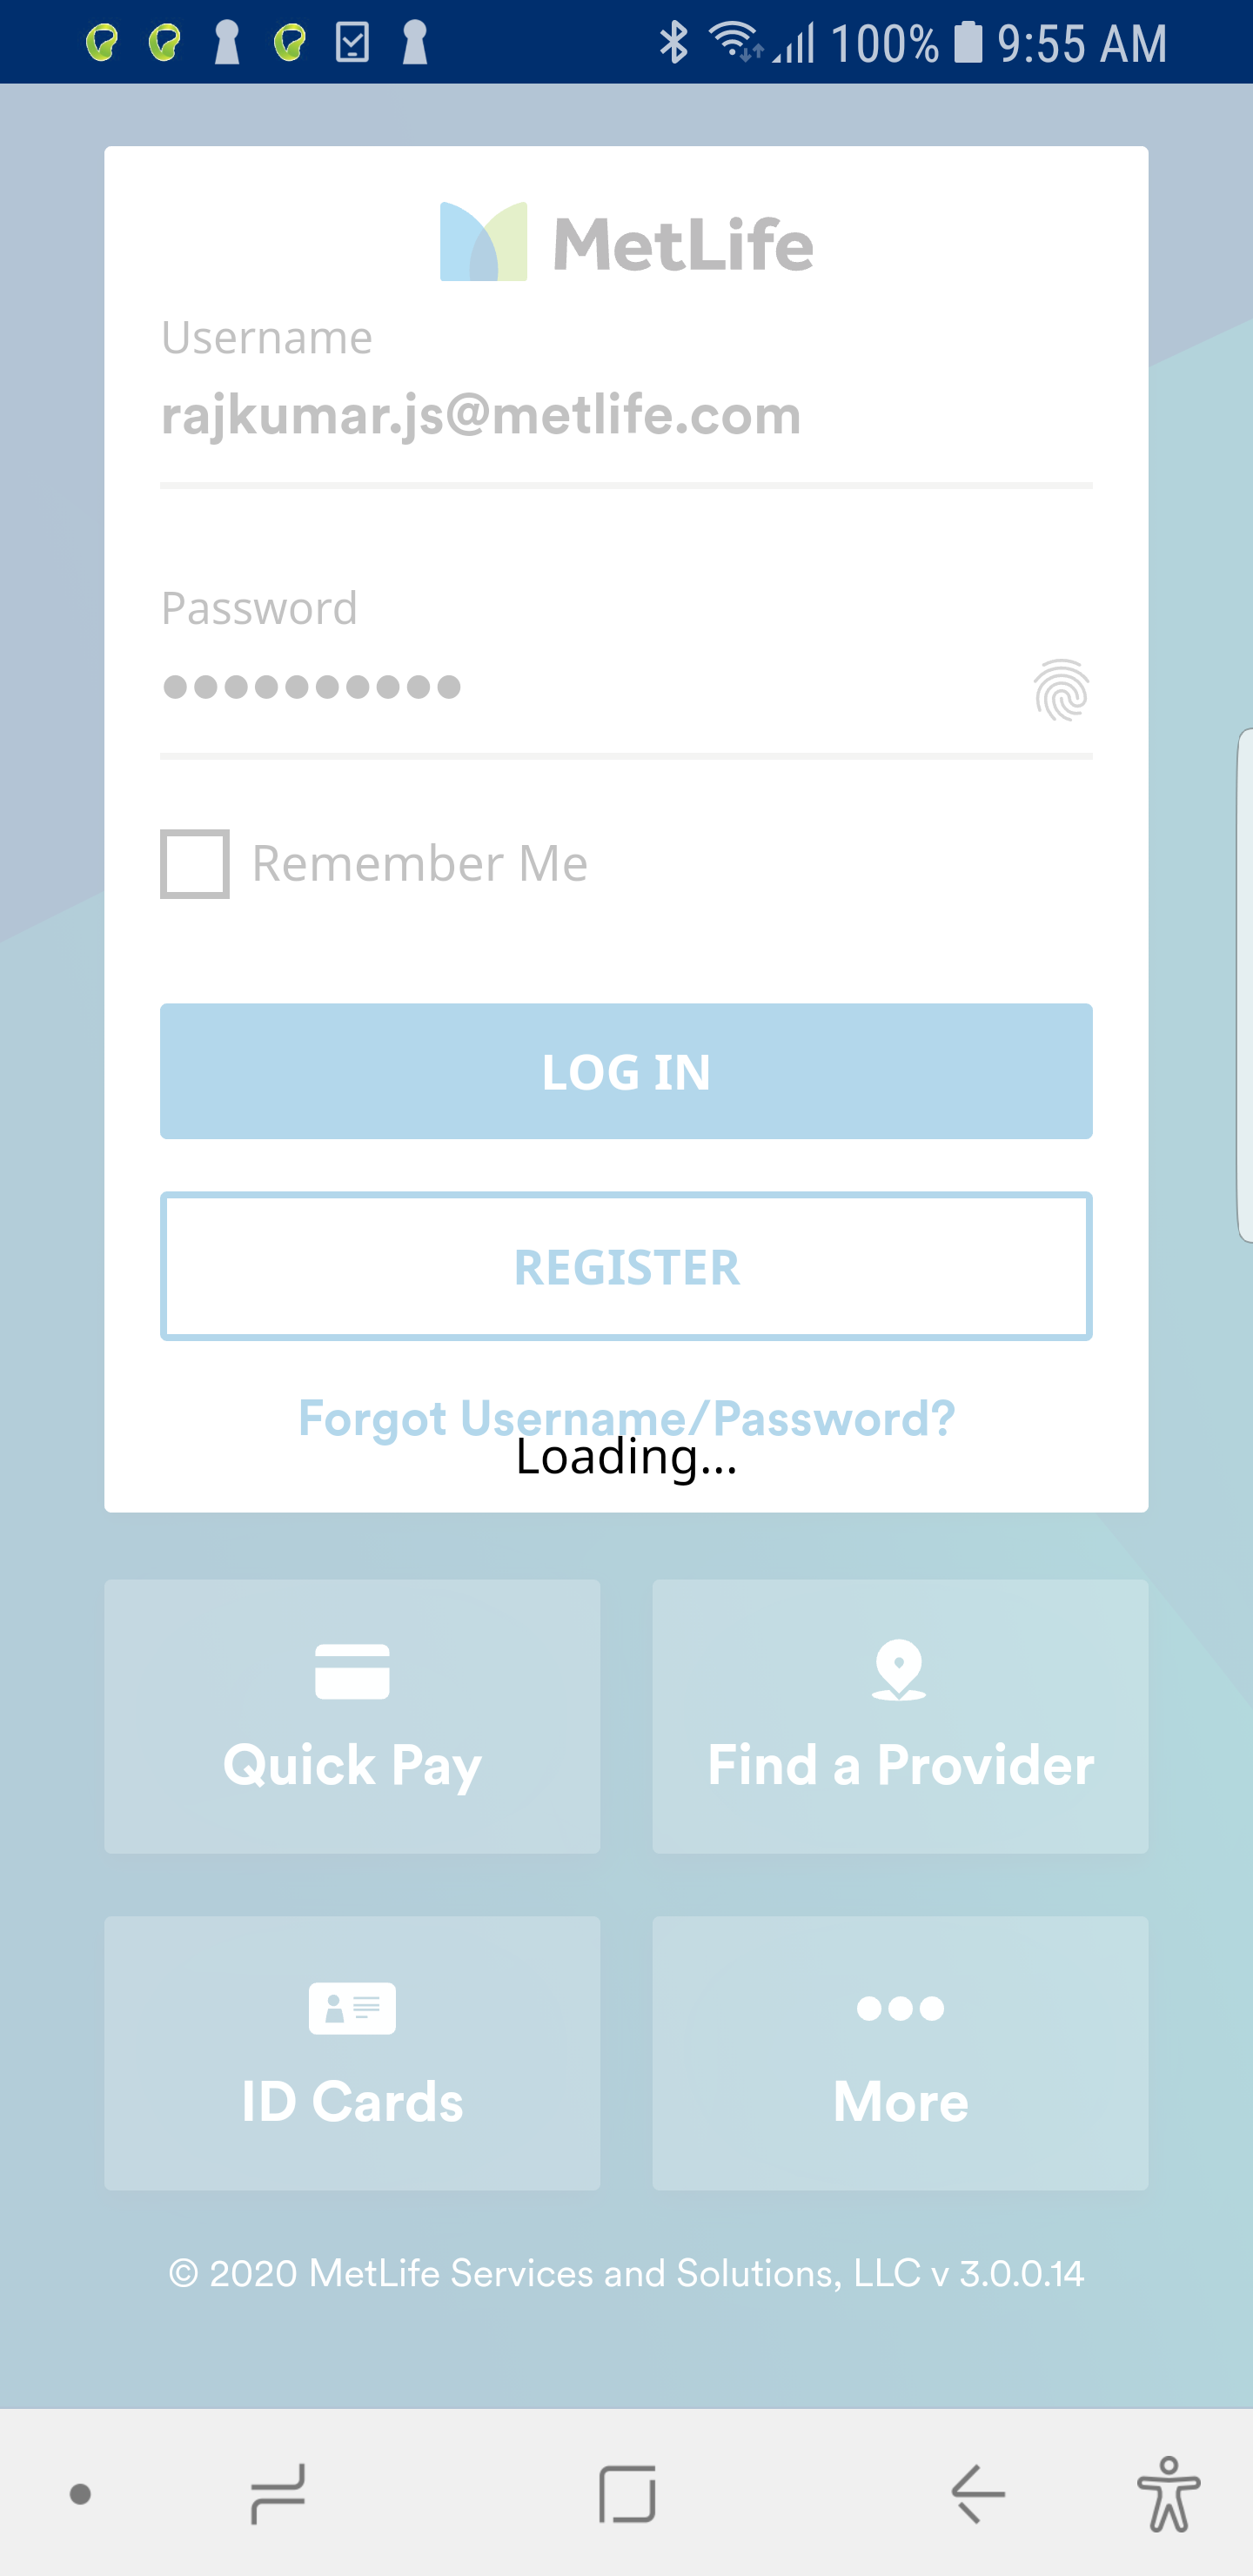 100% 9:55 AM
MetLife
Username
rajkumar.js@metlife.com
Password
••••••••••
Remember Me
LOG IN
REGISTER
Forgot Username/Password?
Loading...
Quick Pay
Find a Provider
ID Cards
More
© 2020 MetLife Services and Solutions, LLC v 3.0.0.14